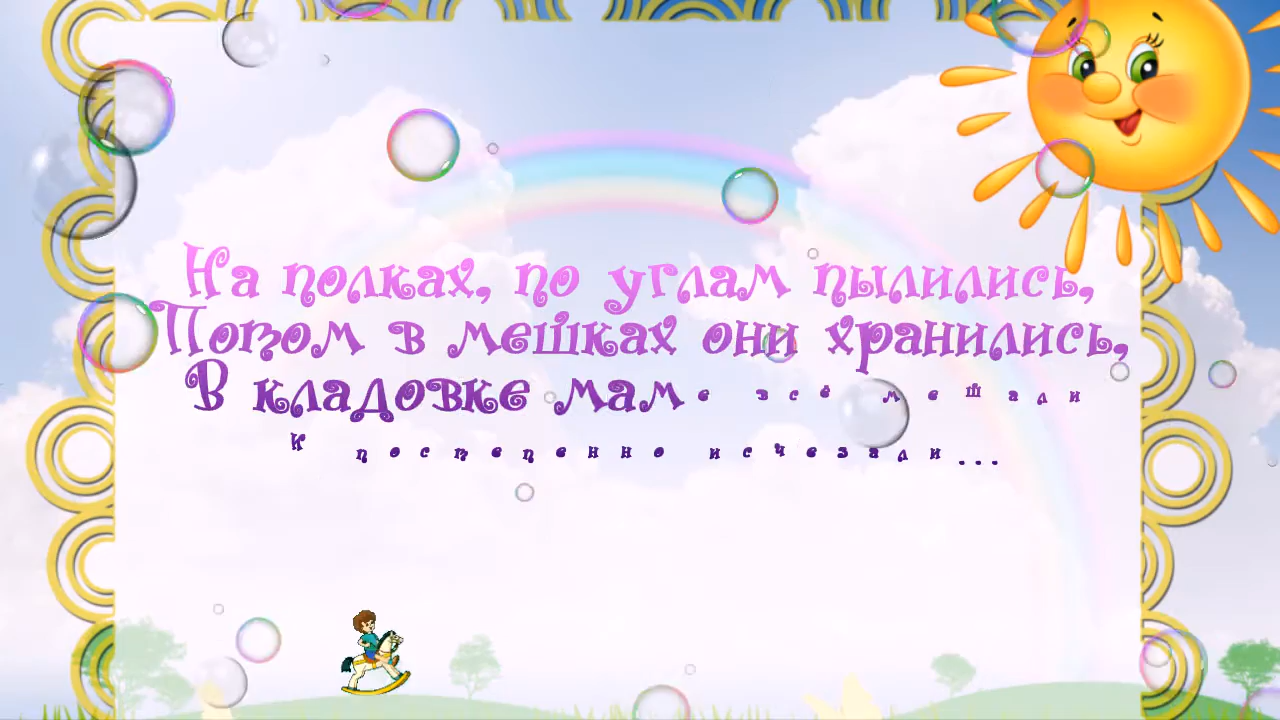 На полках, по углам пылились,
Потом в мешках они хранились,
В кладовке маме всё мешали
К постепенно исчезали...